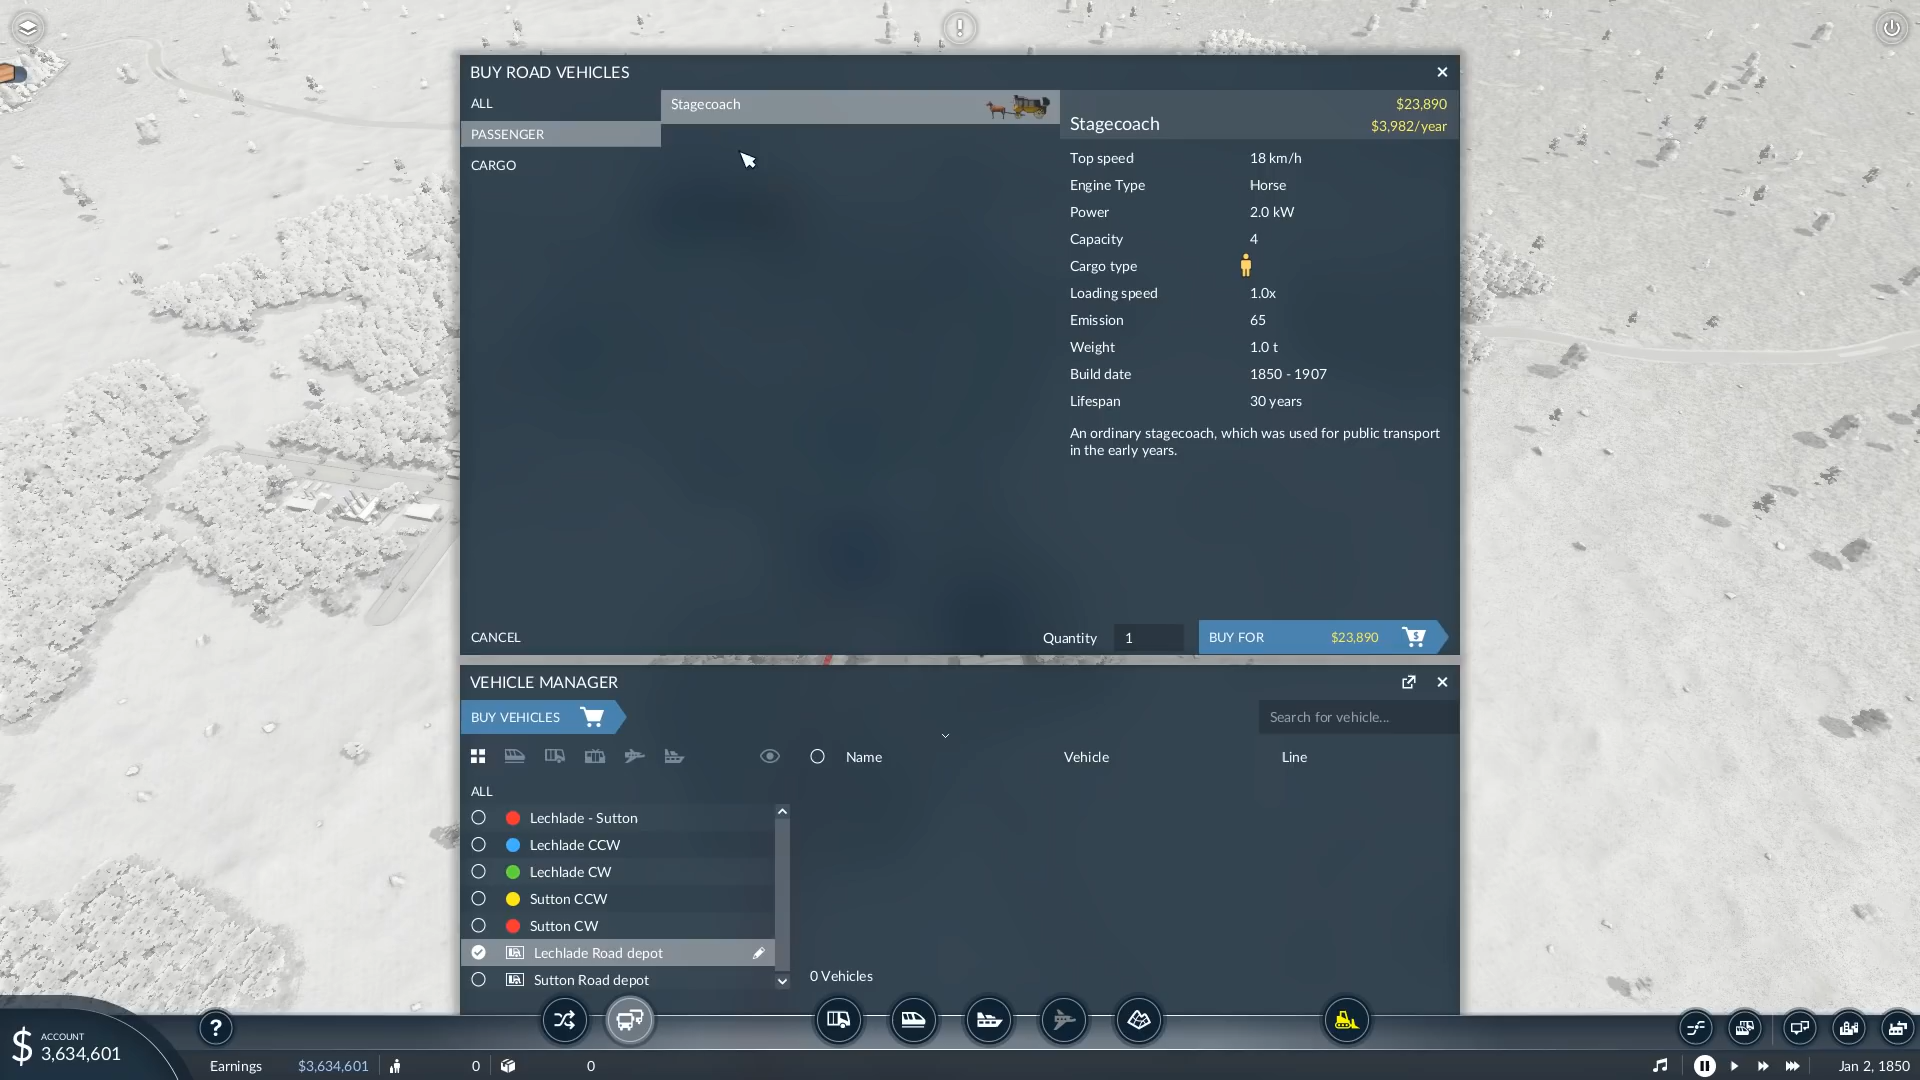 BUY ROAD VEHICLES
ALL
PASSENGER
CARGO
Stagecoach
$23,890
Stagecoach
$3,982/year
Top speed 18 km/h
Engine Type Horse
Power 2.0 kW
Capacity 4
Cargo type
Loading speed 1.0x
Emission 65
Weight 1.0 t
Build date 1850 - 1907
Lifespan 30 years
An ordinary stagecoach, which was used for public transport
in the early years.
CANCEL
Quantity 1
BUY FOR $23,890
VEHICLE MANAGER
BUY VEHICLES
Search for vehicle...
Name Vehicle Line
ALL
Lechlade - Sutton
Lechlade CCW
Lechlade CW
Sutton CCW
Sutton CW
Lechlade Road depot
Sutton Road depot
0 Vehicles
$ ACCOUNT
3,634,601
?
Earnings $3,634,601 0 0
Jan 2, 1850